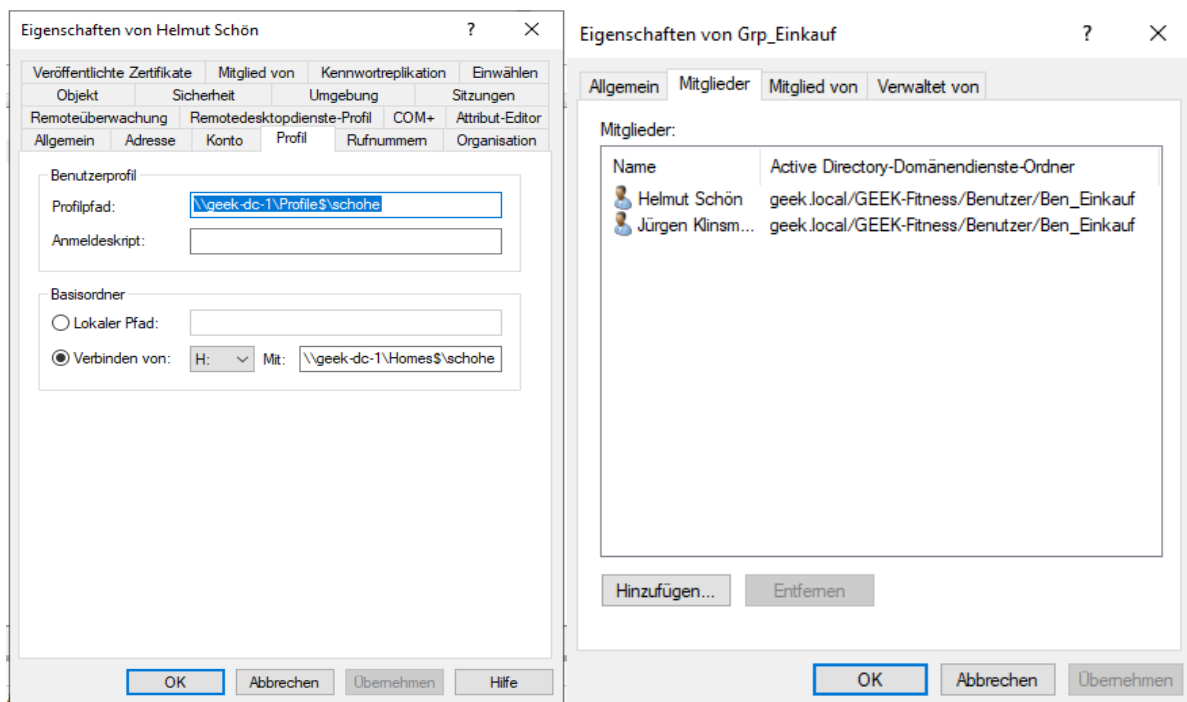 Eigenschaften von Helmut Schön
Veröffentlichte Zertifikate Mitglied von Kennwortreplikation Einwählen
Objekt Sicherheit Umgebung Sitzungen
Remoteüberwachung Remotedesktopdienste-Profil COM+ Attribut-Editor
Allgemein Adresse Konto Profil Rufnummern Organisation
Benutzerprofil
Profilpfad: \\geek-dc-1\Profile$\schohe
Anmeldeskript:
Basisordner
Lokaler Pfad:
Verbinden von: H: Mit: \\geek-dc-1\Homes$\schohe
OK Abbrechen Übernehmen Hilfe
Eigenschaften von Grp_Einkauf
Allgemein Mitglieder Mitglied von Verwaltet von
Mitglieder:
Name Active Directory-Domänendienste-Ordner
Helmut Schön geek.local/GEEK-Fitness/Benutzer/Ben_Einkauf
Jürgen Klinsm... geek.local/GEEK-Fitness/Benutzer/Ben_Einkauf
Hinzufügen... Entfernen
OK Abbrechen Übernehmen